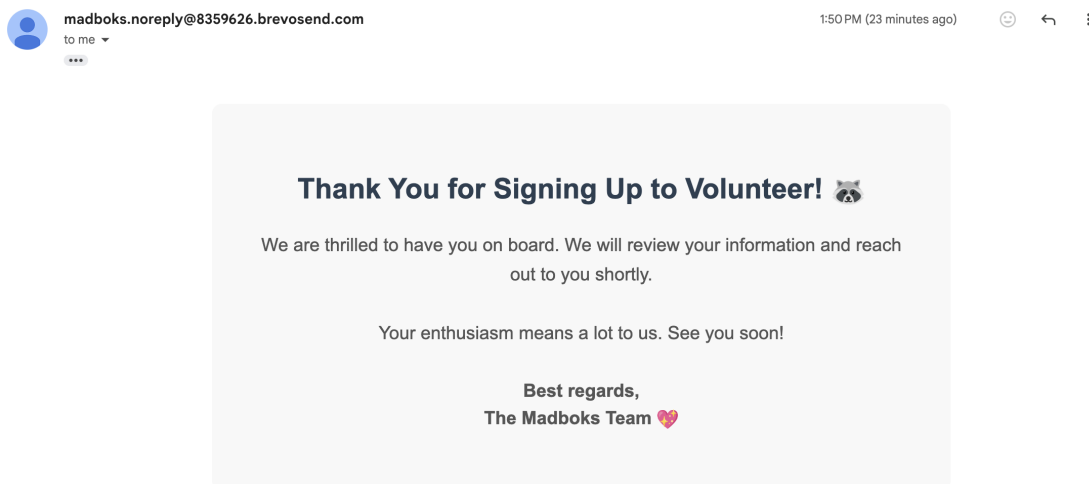 madboks.noreply@8359626.brevosend.com
1:50 PM (23 minutes ago)
to me
Thank You for Signing Up to Volunteer! 🦝
We are thrilled to have you on board. We will review your information and reach
out to you shortly.
Your enthusiasm means a lot to us. See you soon!
Best regards,
The Madboks Team 💖